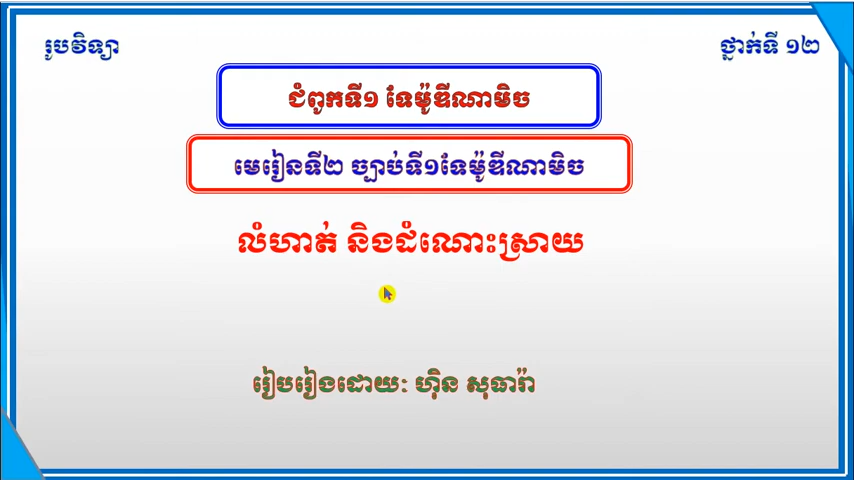 រូបវិទ្យា
ថ្នាក់ទី ១២
ជំពូកទី១ ទែម៉ូឌីណាមិច
មេរៀនទី២ ច្បាប់ទី១ទែម៉ូឌីណាមិច
លំហាត់ និងដំណោះស្រាយ
រៀបរៀងដោយៈ ហ៊ិន សុធារ៉ា